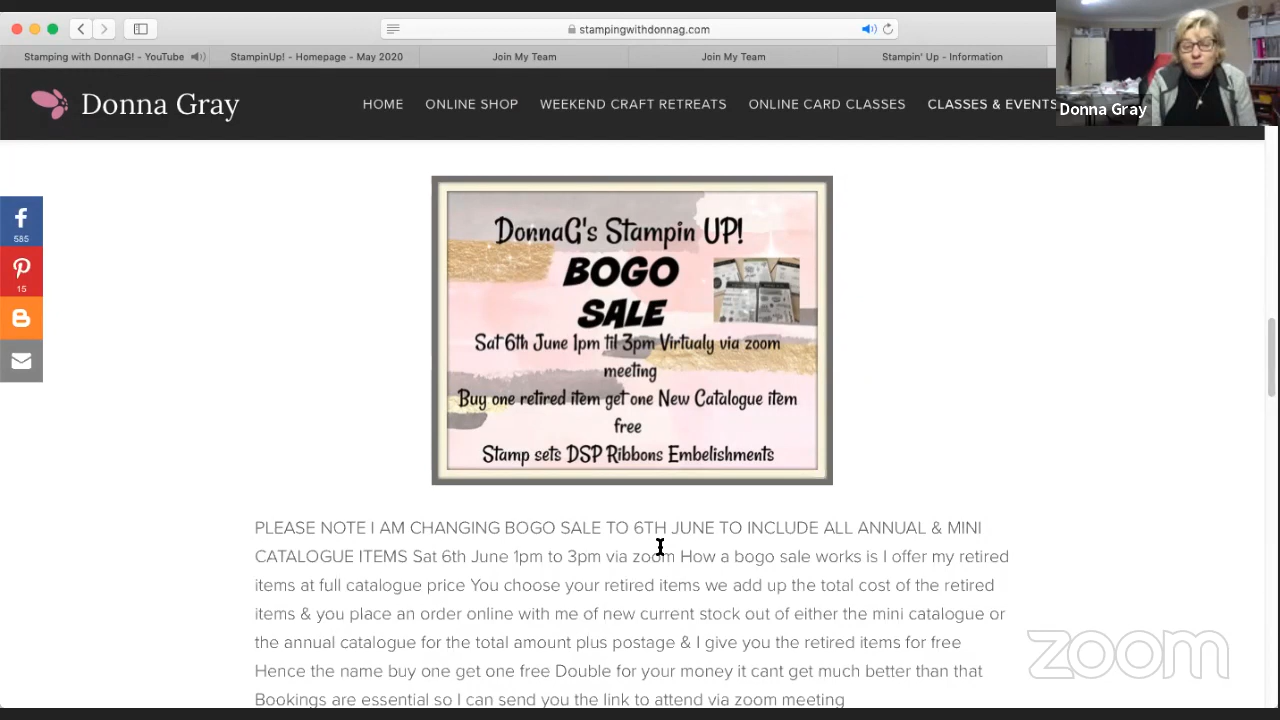 stampingwithdonnag.com
Stamping with DonnaG! - YouTube
StampinUp! - Homepage - May 2020
Join My Team
Join My Team
Stampin' Up - Information
Donna Gray
HOME
ONLINE SHOP
WEEKEND CRAFT RETREATS
ONLINE CARD CLASSES
CLASSES & EVENTS
Donna Gray
585
15
DonnaG's Stampin UP!
BOGO
SALE
Sat 6th June 1pm til 3pm Virtualy via zoom
meeting
Buy one retired item get one New Catalogue item
free
Stamp sets DSP Ribbons Embelishments
PLEASE NOTE I AM CHANGING BOGO SALE TO 6TH JUNE TO INCLUDE ALL ANNUAL & MINI
CATALOGUE ITEMS Sat 6th June 1pm to 3pm via zoom How a bogo sale works is I offer my retired
items at full catalogue price You choose your retired items we add up the total cost of the retired
items & you place an order online with me of new current stock out of either the mini catalogue or
the annual catalogue for the total amount plus postage & I give you the retired items for free
Hence the name buy one get one free Double for your money it cant get much better than that
Bookings are essential so I can send you the link to attend via zoom meeting
zoom